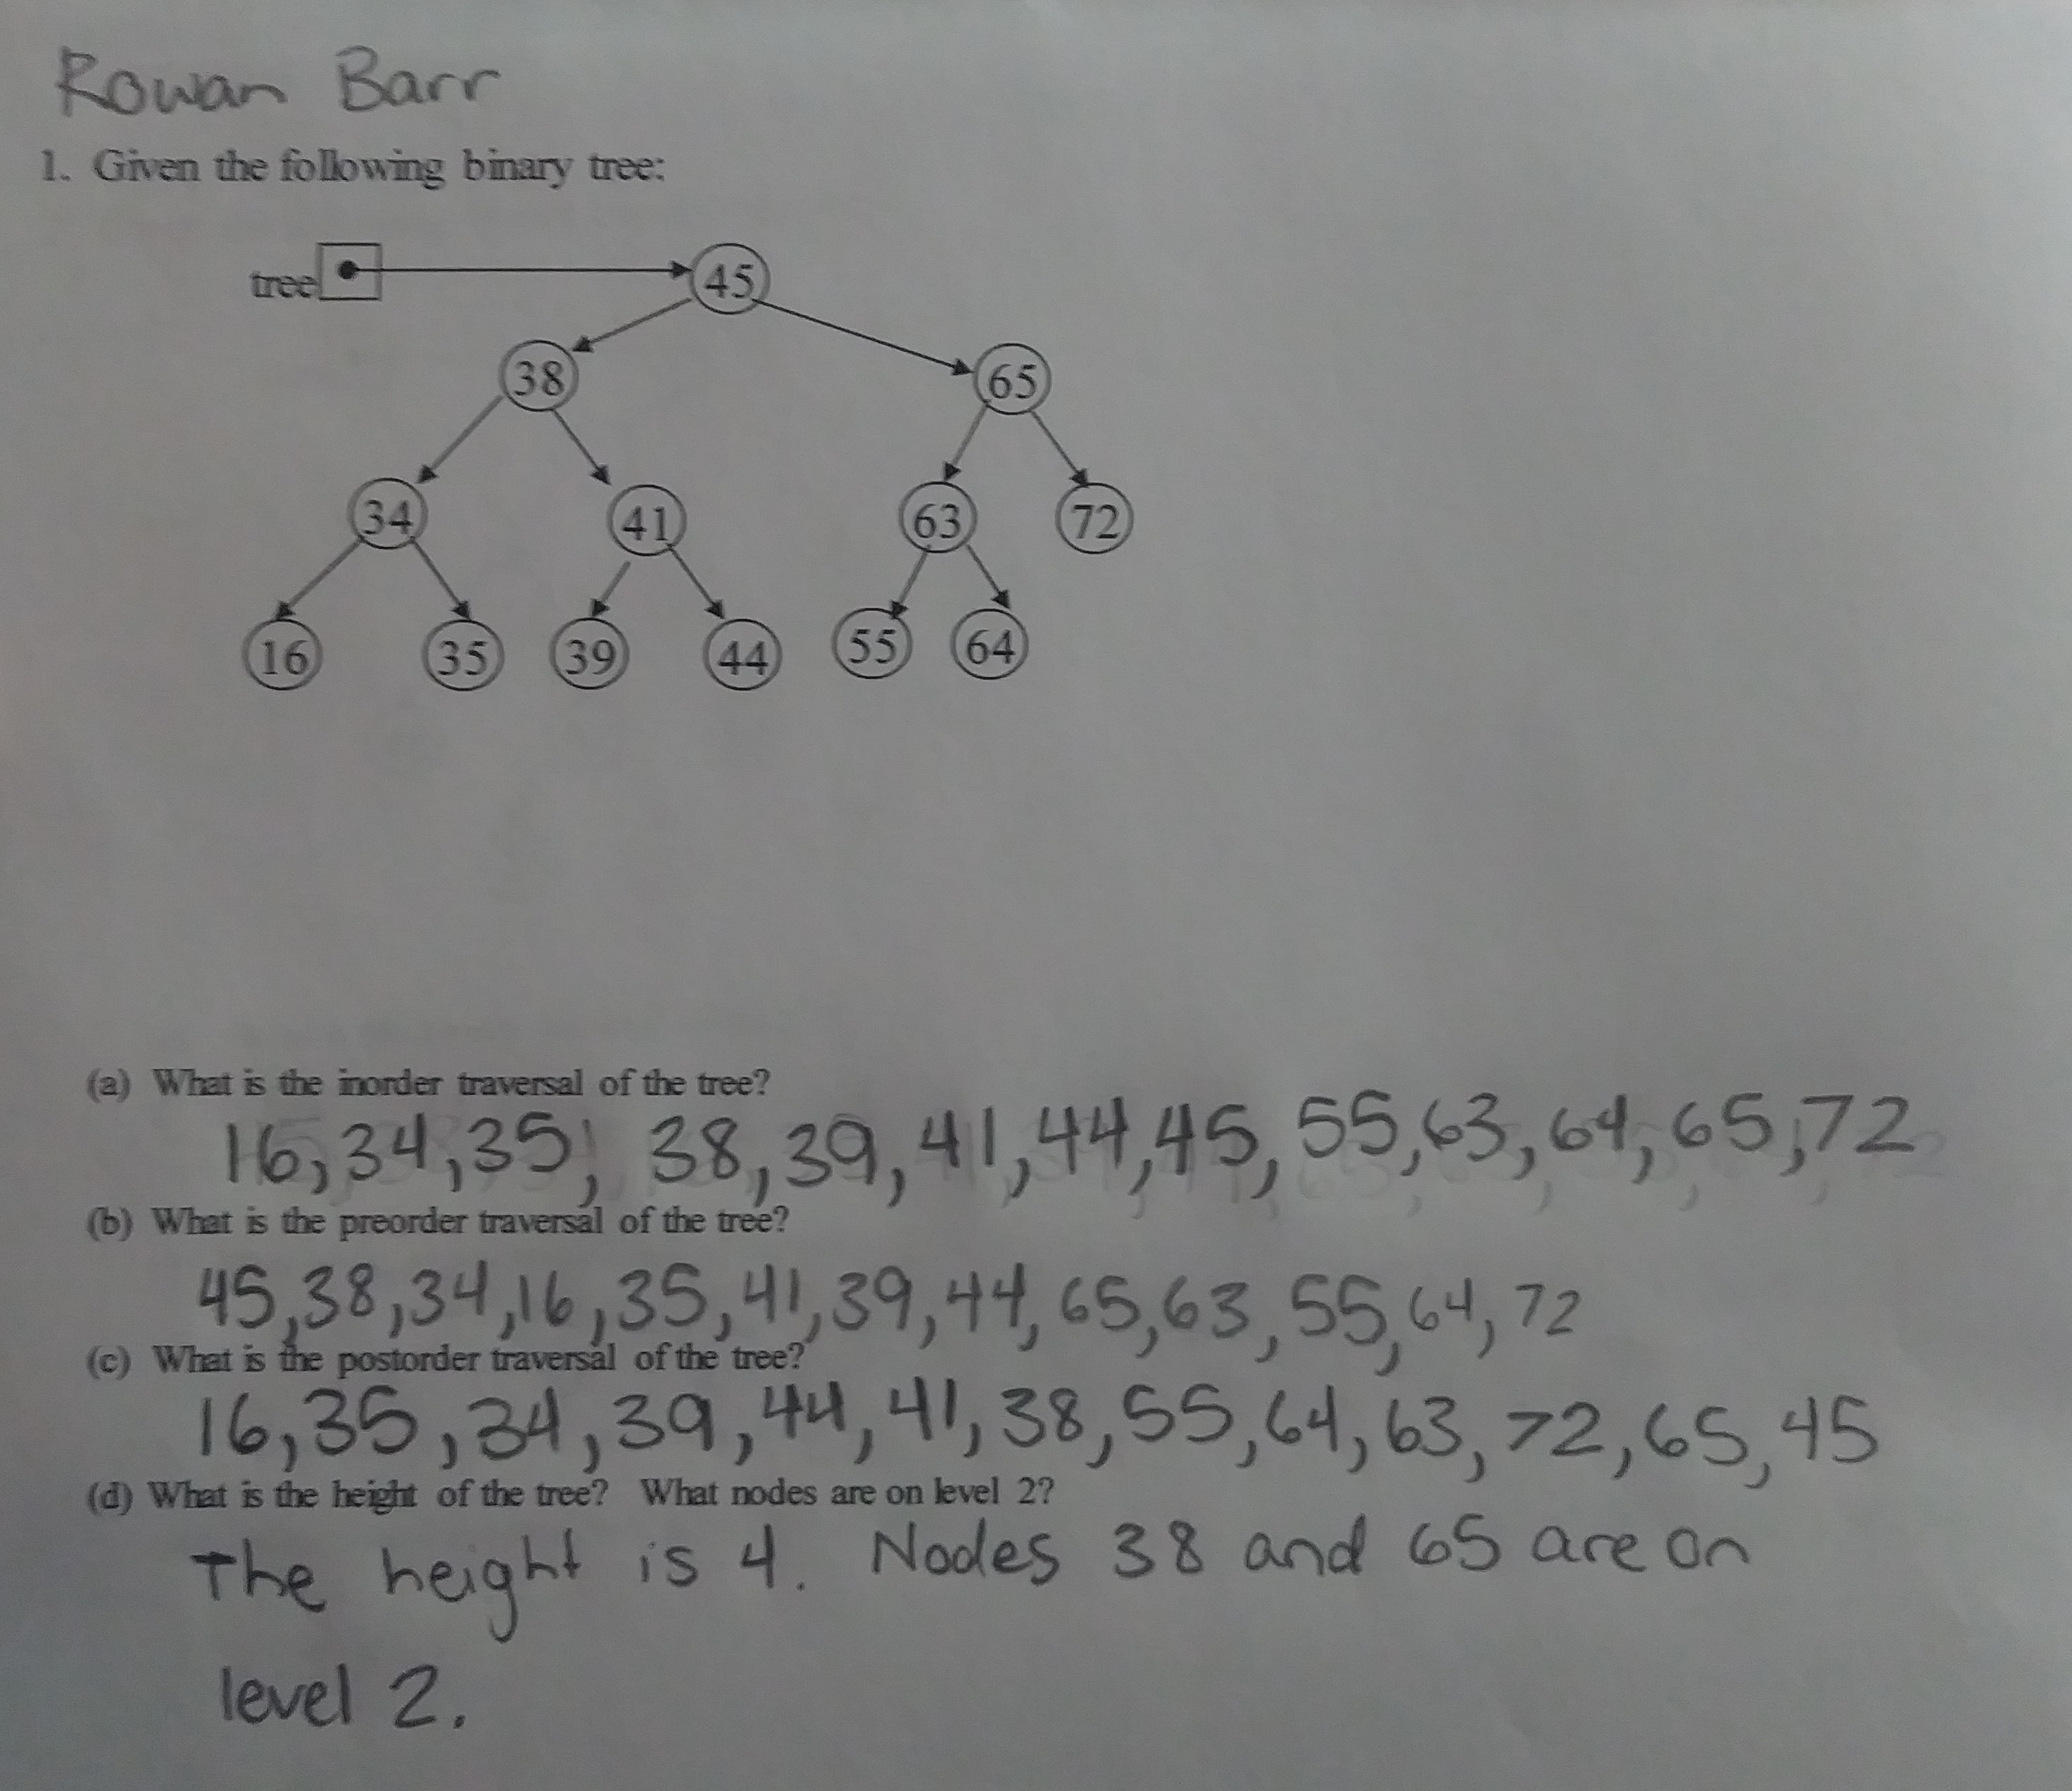 Rowan Barr
1. Given the following binary tree:
tree
45
38
65
34
41
63
72
16
35
39
44
55
64
(a) What is the inorder traversal of the tree?
16, 34, 35, 38, 39, 41, 44, 45, 55, 63, 64, 65, 72
(b) What is the preorder traversal of the tree?
45, 38, 34, 16, 35, 41, 39, 44, 65, 63, 55, 64, 72
(c) What is the postorder traversal of the tree?
16, 35, 34, 39, 44, 41, 38, 55, 64, 63, 72, 65, 45
(d) What is the height of the tree? What nodes are on level 2?
The height is 4. Nodes 38 and 65 are on
level 2.